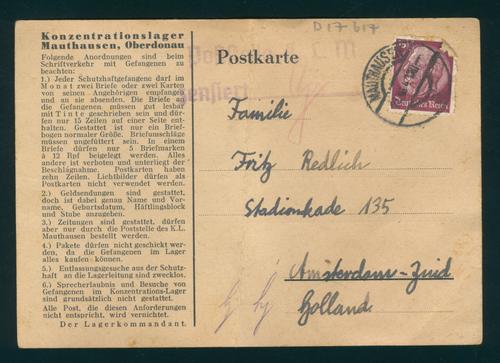 Konzentrationslager
Mauthausen, Oberdonau
Folgende Anordnungen sind beim
Schriftverkehr mit Gefangenen zu
beachten:
1.) Jeder Schutzhaftgefangene darf im
Monat zwei Briefe oder zwei Karten
von seinen Angehörigen empfangen
und an sie absenden. Die Briefe an
die Gefangenen, müssen gut lesbar
mit Tinte geschrieben sein und dür-
fen nur 15 Zeilen auf einer Seite ent-
halten. Gestattet ist nur ein Brief-
bogen normaler Größe. Briefumschläge
müssen ungefüttert sein. In einem
Briefe dürfen nur 5 Briefmarken
à 12 Rpf beigelegt werden. Alles
andere ist verboten und unterliegt der
Beschlagnahme. Postkarten haben
zehn Zeilen. Lichtbilder dürfen als
Postkarten nicht verwendet werden.
2.) Geldsendungen sind gestattet,
doch ist dabei genau Name und Vor-
name, Geburtsdatum, Häftlingsblock
und Stube anzugeben.
3.) Zeitungen sind gestattet, dürfen
aber nur durch die Poststelle des K.L.
Mauthausen bestellt werden.
4.) Pakete dürfen nicht geschickt wer-
den, da die Gefangenen im Lager
alles kaufen können.
5.) Entlassungsgesuche aus der Schutz-
haft an die Lagerleitung sind zwecklos.
6.) Sprecherlaubnis und Besuche von
Gefangenen im Konzentrations-Lager
sind grundsätzlich nicht gestattet.
Alle Post, die diesen Anforderungen
nicht entspricht, wird vernichtet.
Der Lagerkommandant.
D 17 617
Postkarte
zensiert
MAUTHAUSEN
Deutsches Reich
Familie
Fritz Redlich
Stadionkade 135
Amsterdam-Zuid
Holland